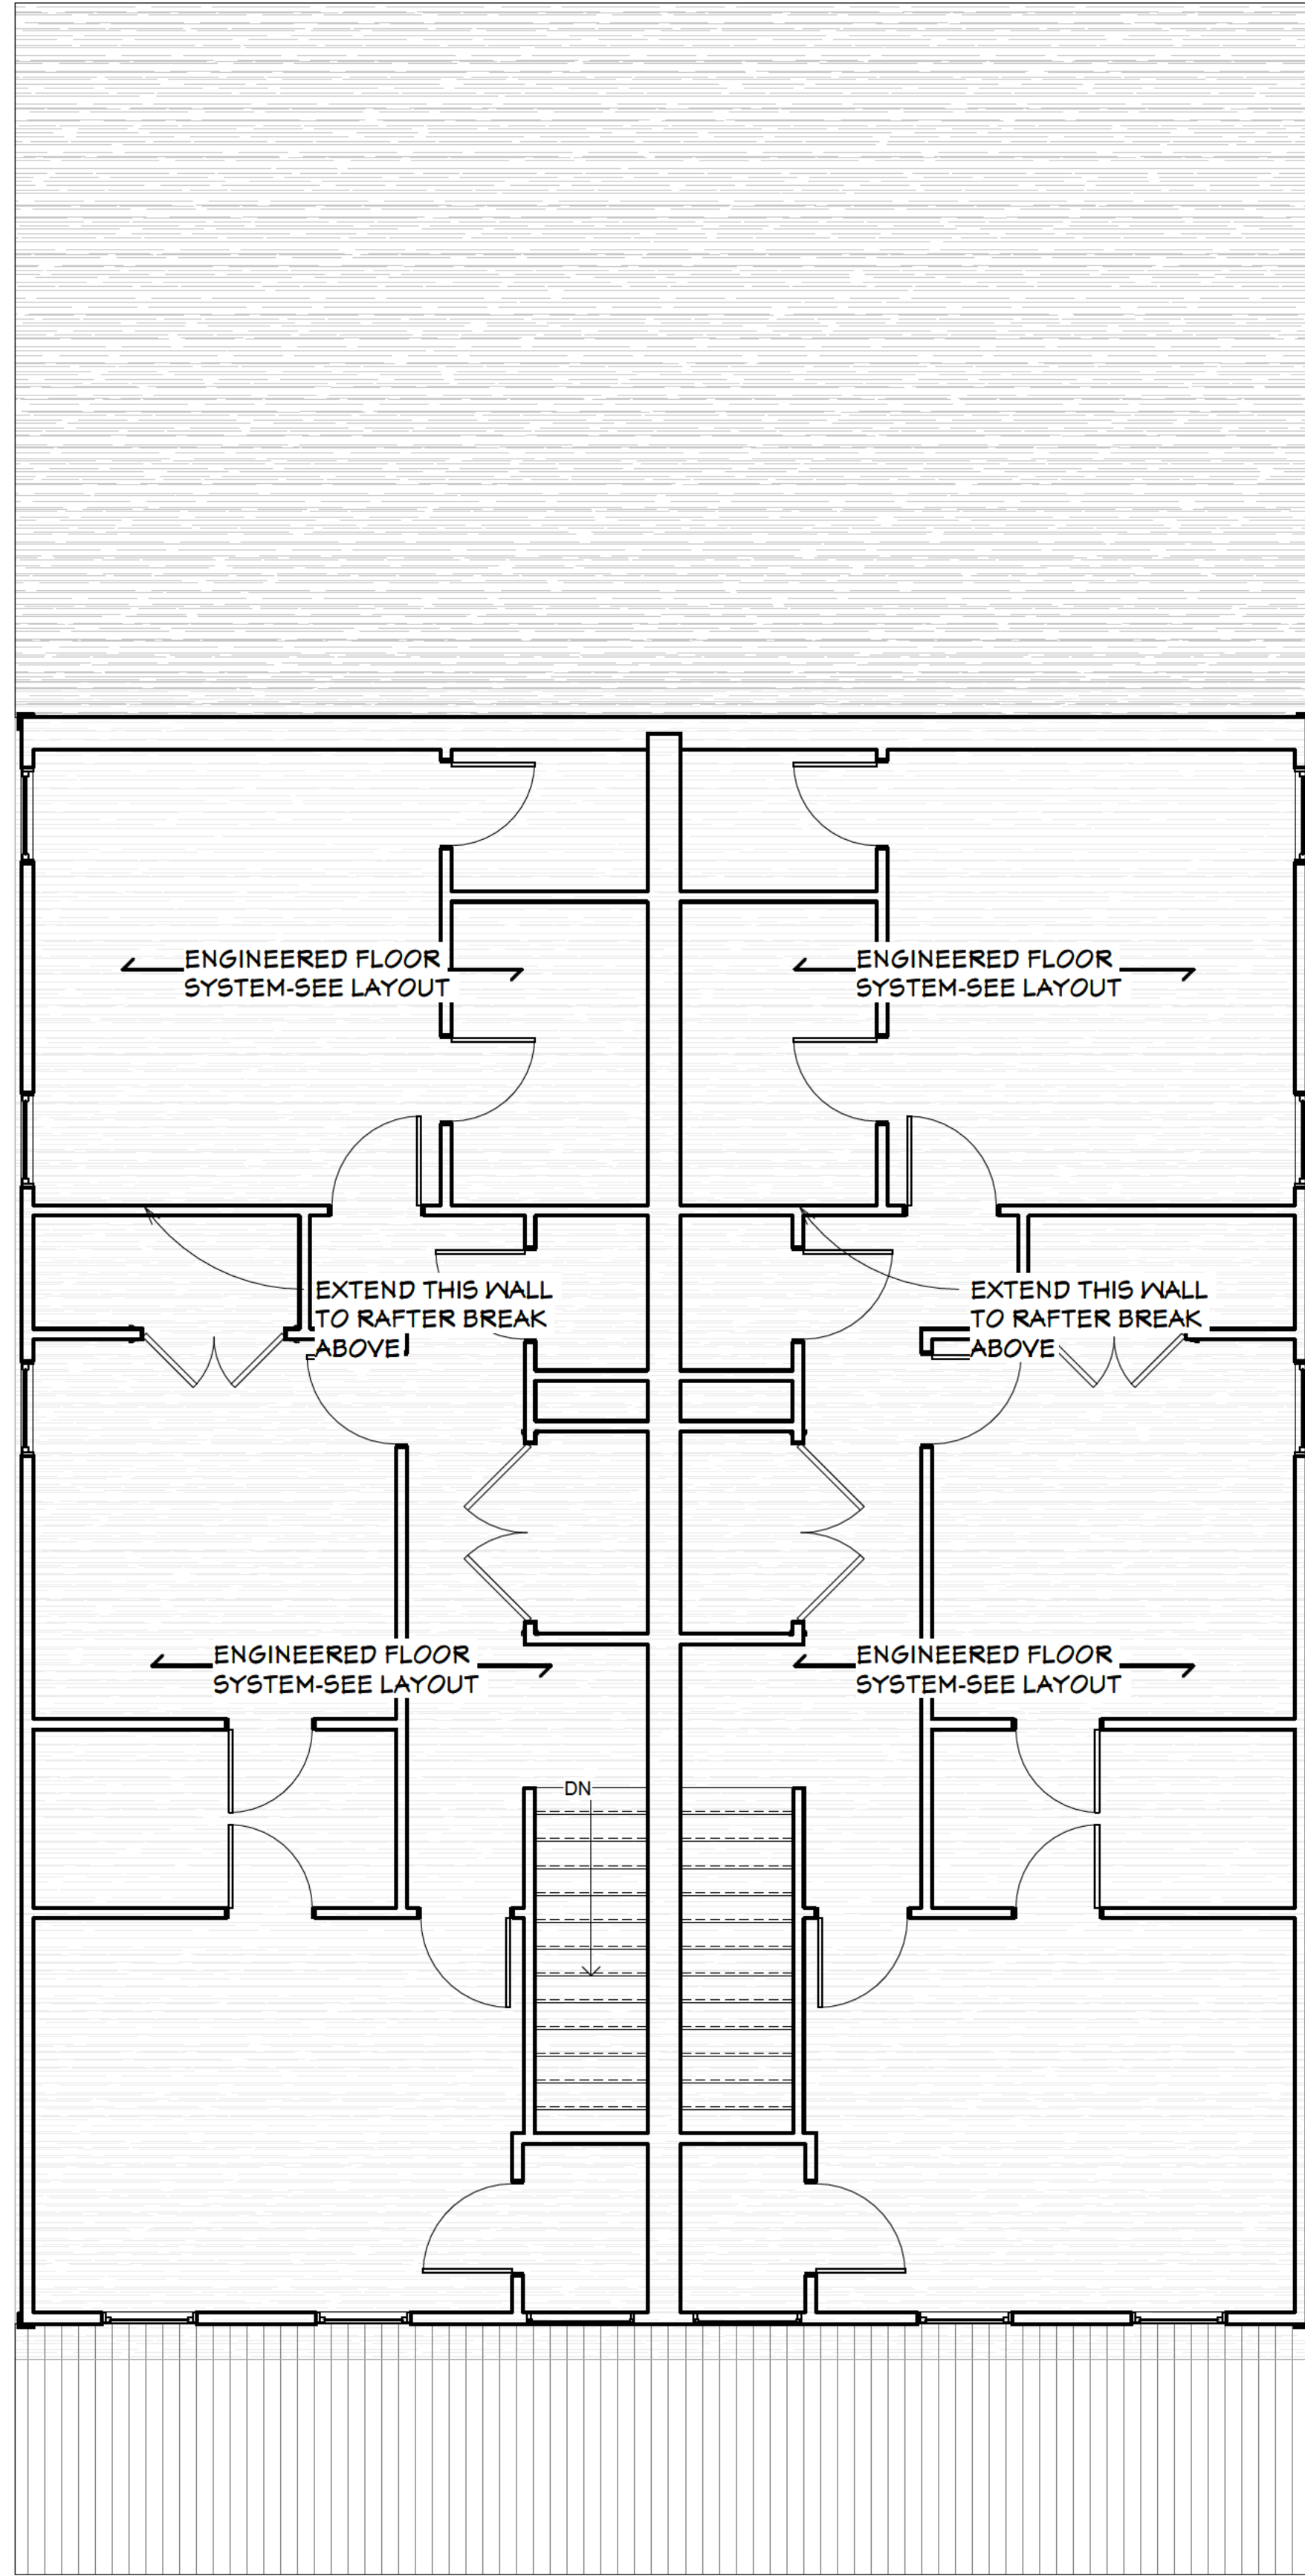 ENGINEERED FLOOR
SYSTEM-SEE LAYOUT
ENGINEERED FLOOR
SYSTEM-SEE LAYOUT
EXTEND THIS WALL
TO RAFTER BREAK
ABOVE
EXTEND THIS WALL
TO RAFTER BREAK
ABOVE
ENGINEERED FLOOR
SYSTEM-SEE LAYOUT
ENGINEERED FLOOR
SYSTEM-SEE LAYOUT
DN